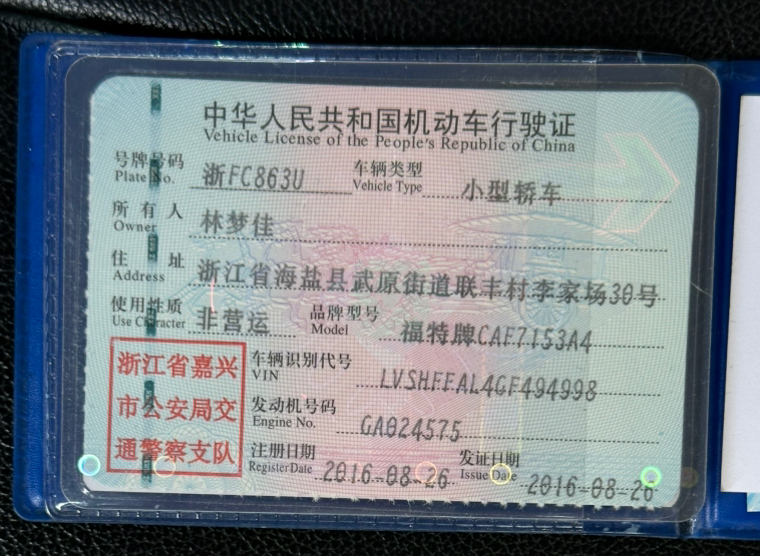 中华人民共和国机动车行驶证
Vehicle License of the People's Republic of China
号牌号码 Plate No. 浙FC863U 车辆类型 Vehicle Type 小型轿车
所有人 Owner 林梦佳
住址 Address 浙江省海盐县武原街道联丰村李家场30号
使用性质 Use Character 非营运 品牌型号 Model 福特牌CAF7153A4
浙江省嘉兴
市公安局交
通警察支队
车辆识别代号 VIN LVSHFFAL4GF494998
发动机号码 Engine No. GA024575
注册日期 Register Date 2016-08-26 发证日期 Issue Date 2016-08-26